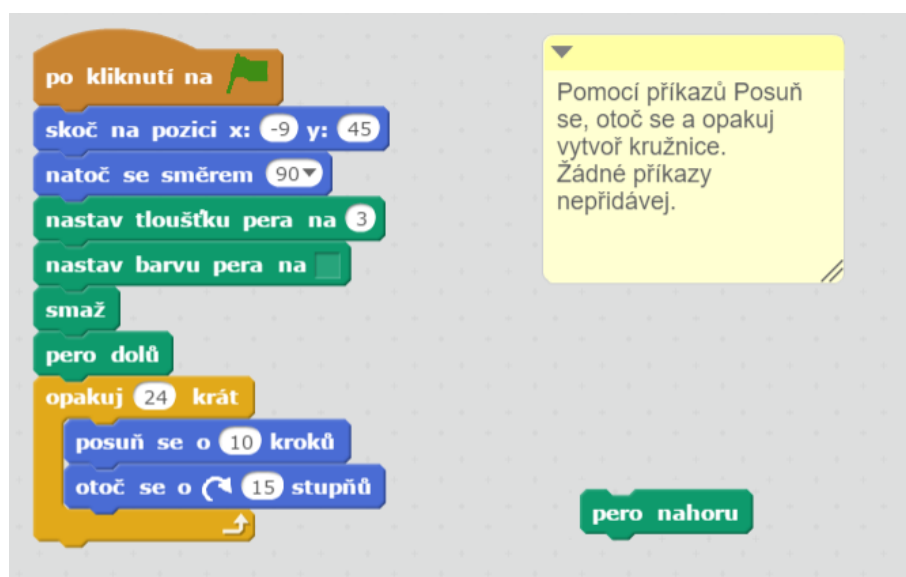 po kliknutí na
skoč na pozici x: -9 y: 45
natoč se směrem 90
nastav tloušťku pera na 3
nastav barvu pera na
smaž
pero dolů
opakuj 24 krát
posuň se o 10 kroků
otoč se o 15 stupňů
Pomocí příkazů Posuň
se, otoč se a opakuj
vytvoř kružnice.
Žádné příkazy
nepřidávej.
pero nahoru